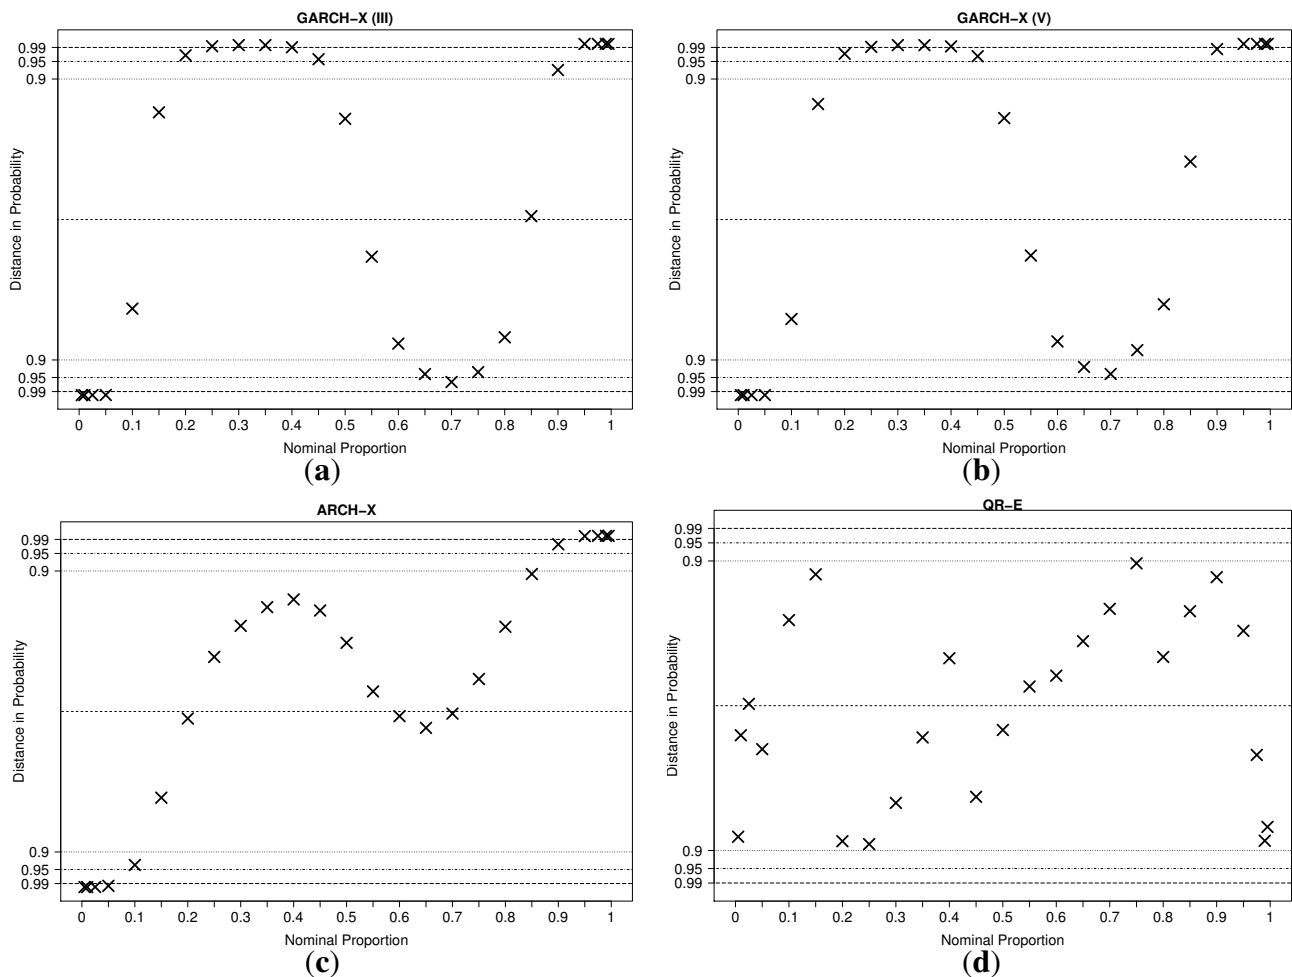 GARCH−X (III)
0.99
0.95
0.9
0.9
0.95
0.99
Distance in Probability
0 0.1 0.2 0.3 0.4 0.5 0.6 0.7 0.8 0.9 1
Nominal Proportion
(a)
GARCH−X (V)
0.99
0.95
0.9
0.9
0.95
0.99
Distance in Probability
0 0.1 0.2 0.3 0.4 0.5 0.6 0.7 0.8 0.9 1
Nominal Proportion
(b)
ARCH−X
0.99
0.95
0.9
0.9
0.95
0.99
Distance in Probability
0 0.1 0.2 0.3 0.4 0.5 0.6 0.7 0.8 0.9 1
Nominal Proportion
(c)
QR−E
0.99
0.95
0.9
0.9
0.95
0.99
Distance in Probability
0 0.1 0.2 0.3 0.4 0.5 0.6 0.7 0.8 0.9 1
Nominal Proportion
(d)